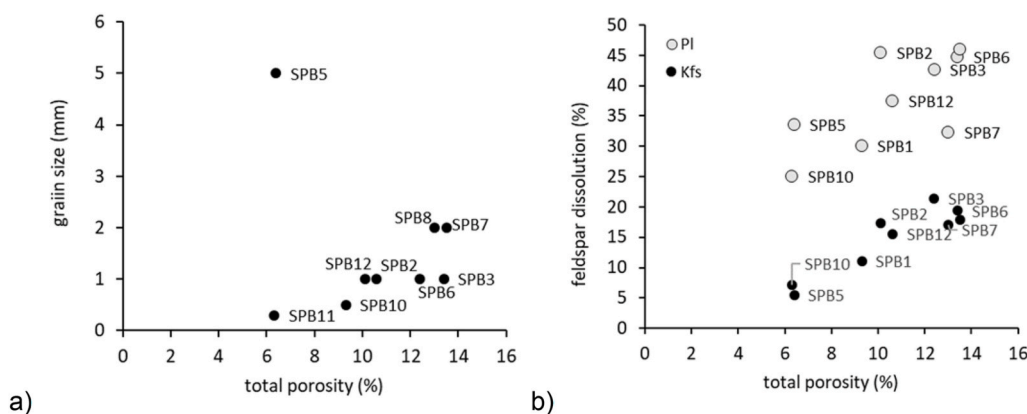 6
5
4
3
2
1
0
graiin size (mm)
SPB5
SPB8
SPB7
SPB12
SPB2
SPB6
SPB3
SPB11
SPB10
0 2 4 6 8 10 12 14 16
total porosity (%)
a)
50
45
40
35
30
25
20
15
10
5
0
feldspar dissolution (%)
Pl
Kfs
SPB2
SPB6
SPB3
SPB12
SPB5
SPB7
SPB1
SPB10
SPB3
SPB2
SPB6
SPB12
SPB7
SPB10
SPB1
SPB5
0 2 4 6 8 10 12 14 16
total porosity (%)
b)